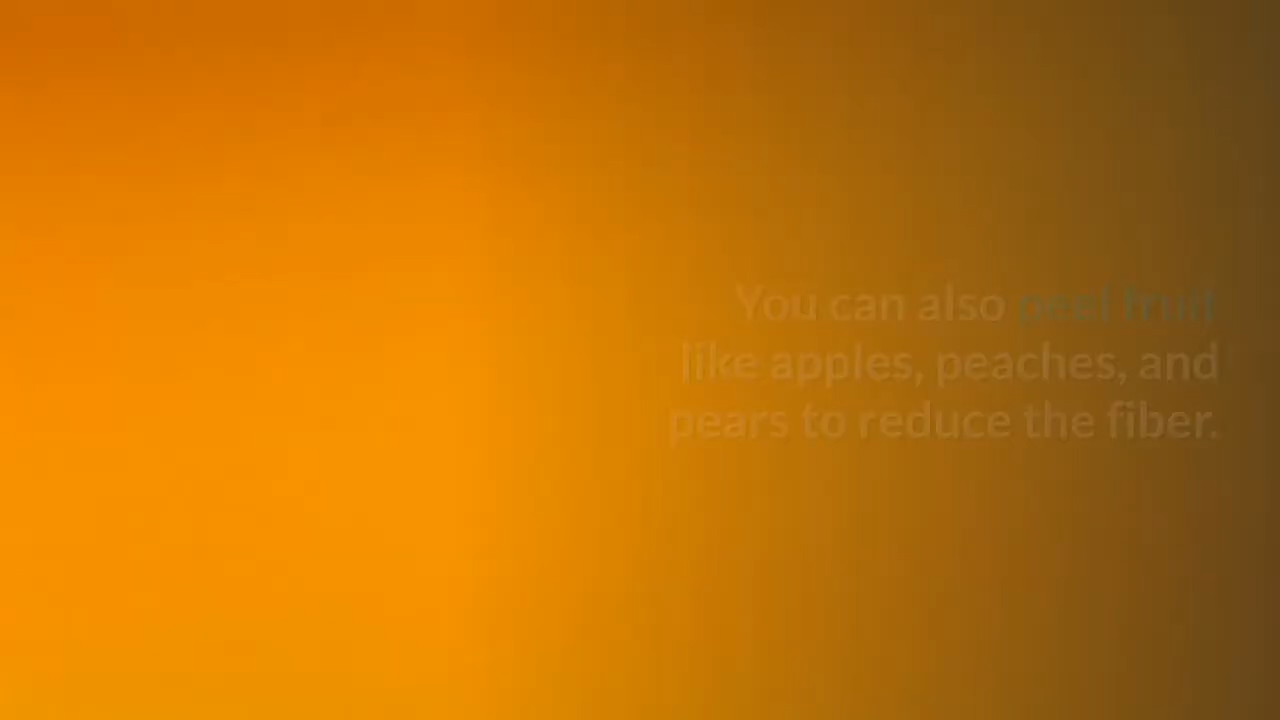 You can also peel fruit
like apples, peaches, and
pears to reduce the fiber.